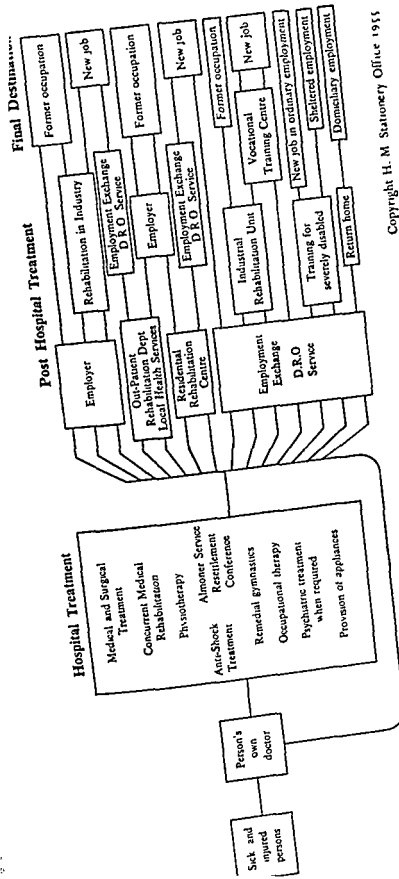 Hospital Treatment
Post Hospital Treatment
Final Destination
Sick and
injured
persons
Person's
own
doctor
Medical and Surgical
Treatment
Concurrent Medical
Rehabilitation
Physiotherapy
Almoner Service
Resettlement
Conference
Anti-Shock
Treatment
Remedial gymnastics
Occupational therapy
Psychiatric treatment
when required
Provision of appliances
Employer
Out-Patient
Rehabilitation Dept
Local Health Services
Residential
Rehabilitation
Centre
Employment
Exchange
D.R.O
Service
Rehabilitation in Industry
Employment Exchange
D R O Service
Employer
Employment Exchange
D R O Service
Industrial
Rehabilitation Unit
Vocational
Training Centre
Training for
severely disabled
Return home
Former occupation
New job
Former occupation
New job
Former occupation
New job
New job in ordinary employment
Sheltered employment
Domiciliary employment
Copyright H. M Stationery Office 1955